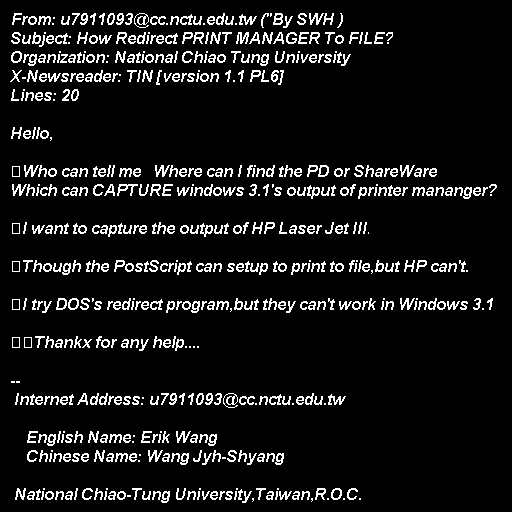 From: u7911093@cc.nctu.edu.tw ("By SWH )
Subject: How Redirect PRINT MANAGER To FILE?
Organization: National Chiao Tung University
X-Newsreader: TIN [version 1.1 PL6]
Lines: 20

Hello,

Who can tell me   Where can I find the PD or ShareWare
Which can CAPTURE windows 3.1's output of printer mananger?

I want to capture the output of HP Laser Jet III.

Though the PostScript can setup to print to file,but HP can't.

I try DOS's redirect program,but they can't work in Windows 3.1

Thankx for any help....

--
Internet Address: u7911093@cc.nctu.edu.tw

English Name: Erik Wang
Chinese Name: Wang Jyh-Shyang

National Chiao-Tung University,Taiwan,R.O.C.